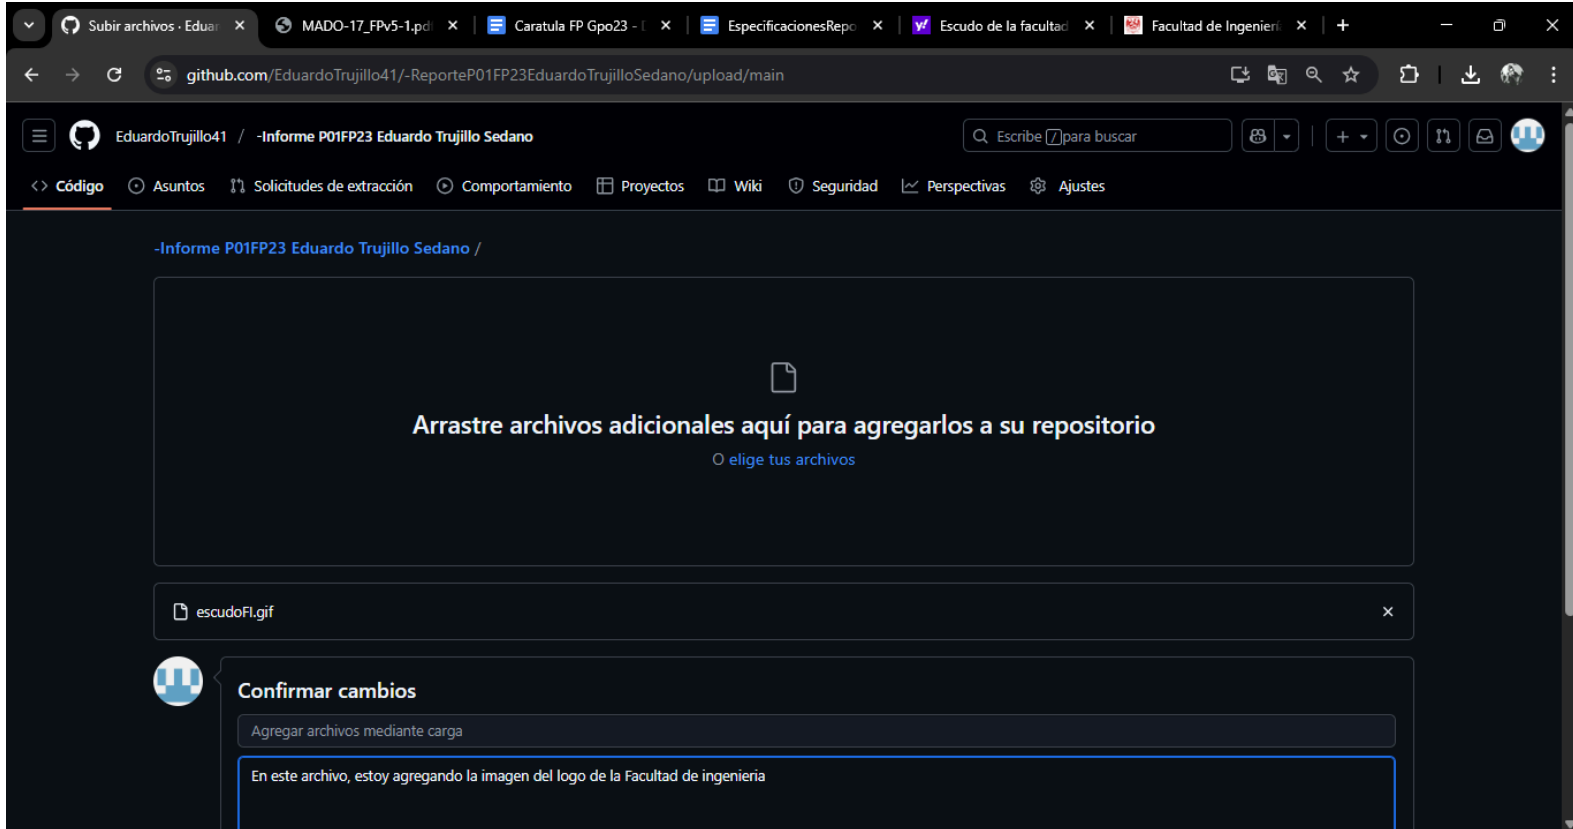 Subir archivos · Eduar
MADO-17_FPv5-1.pd
Caratula FP Gpo23 - D
EspecificacionesRepo
Escudo de la facultad
Facultad de Ingenierí
github.com/EduardoTrujillo41/-ReporteP01FP23EduardoTrujilloSedano/upload/main
EduardoTrujillo41 / -Informe P01FP23 Eduardo Trujillo Sedano
Escribe / para buscar
Código
Asuntos
Solicitudes de extracción
Comportamiento
Proyectos
Wiki
Seguridad
Perspectivas
Ajustes
-Informe P01FP23 Eduardo Trujillo Sedano /
Arrastre archivos adicionales aquí para agregarlos a su repositorio
O elige tus archivos
escudoFI.gif
Confirmar cambios
Agregar archivos mediante carga
En este archivo, estoy agregando la imagen del logo de la Facultad de ingenieria